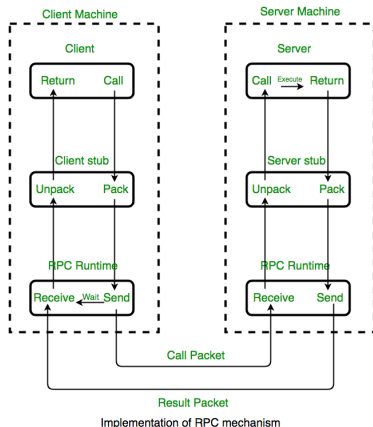 Client Machine
Server Machine
Client
Server
Return Call
Call Execute Return
Client stub
Server stub
Unpack Pack
Unpack Pack
RPC Runtime
RPC Runtime
Receive Wait Send
Receive Send
Call Packet
Result Packet
Implementation of RPC mechanism